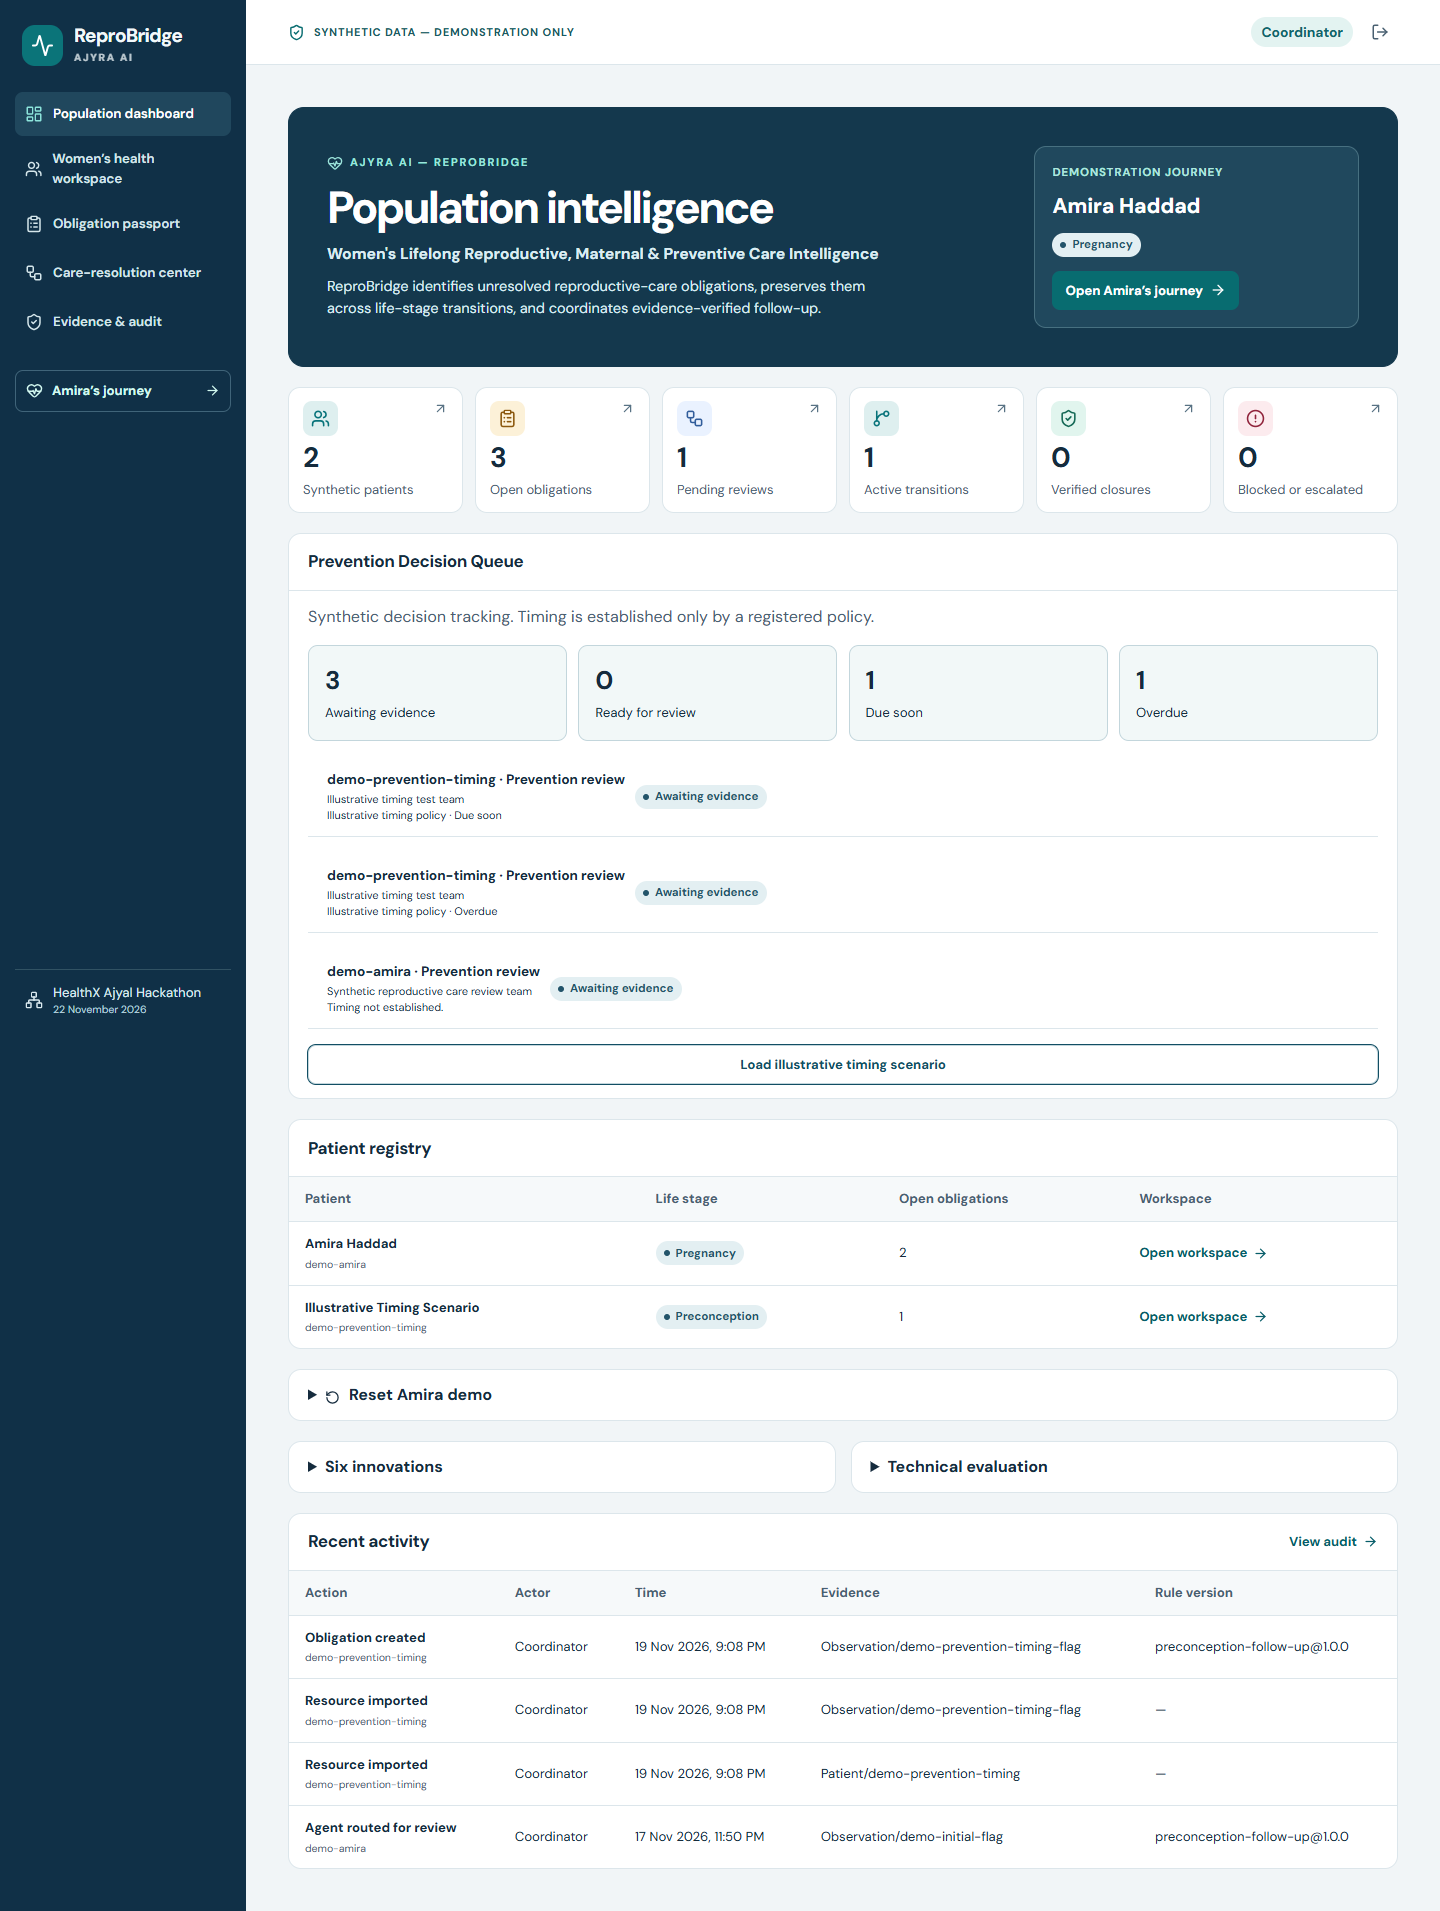 ReproBridge
AJYRA AI
Population dashboard
Women's health
workspace
Obligation passport
Care-resolution center
Evidence & audit
Amira's journey
HealthX Ajyal Hackathon
22 November 2026
SYNTHETIC DATA — DEMONSTRATION ONLY
Coordinator
AJYRA AI — REPROBRIDGE
Population intelligence
Women's Lifelong Reproductive, Maternal & Preventive Care Intelligence
ReproBridge identifies unresolved reproductive-care obligations, preserves them
across life-stage transitions, and coordinates evidence-verified follow-up.
DEMONSTRATION JOURNEY
Amira Haddad
Pregnancy
Open Amira's journey
2
Synthetic patients
3
Open obligations
1
Pending reviews
1
Active transitions
0
Verified closures
0
Blocked or escalated
Prevention Decision Queue
Synthetic decision tracking. Timing is established only by a registered policy.
3
Awaiting evidence
0
Ready for review
1
Due soon
1
Overdue
demo-prevention-timing · Prevention review
Illustrative timing test team
Illustrative timing policy · Due soon
Awaiting evidence
demo-prevention-timing · Prevention review
Illustrative timing test team
Illustrative timing policy · Overdue
Awaiting evidence
demo-amira · Prevention review
Synthetic reproductive care review team
Timing not established.
Awaiting evidence
Load illustrative timing scenario
Patient registry
Patient Life stage Open obligations Workspace
Amira Haddad
demo-amira
Pregnancy
2
Open workspace
Illustrative Timing Scenario
demo-prevention-timing
Preconception
1
Open workspace
Reset Amira demo
Six innovations
Technical evaluation
Recent activity
View audit
Action Actor Time Evidence Rule version
Obligation created
demo-prevention-timing
Coordinator
19 Nov 2026, 9:08 PM
Observation/demo-prevention-timing-flag
preconception-follow-up@1.0.0
Resource imported
demo-prevention-timing
Coordinator
19 Nov 2026, 9:08 PM
Observation/demo-prevention-timing-flag
—
Resource imported
demo-prevention-timing
Coordinator
19 Nov 2026, 9:08 PM
Patient/demo-prevention-timing
—
Agent routed for review
demo-amira
Coordinator
17 Nov 2026, 11:50 PM
Observation/demo-initial-flag
preconception-follow-up@1.0.0